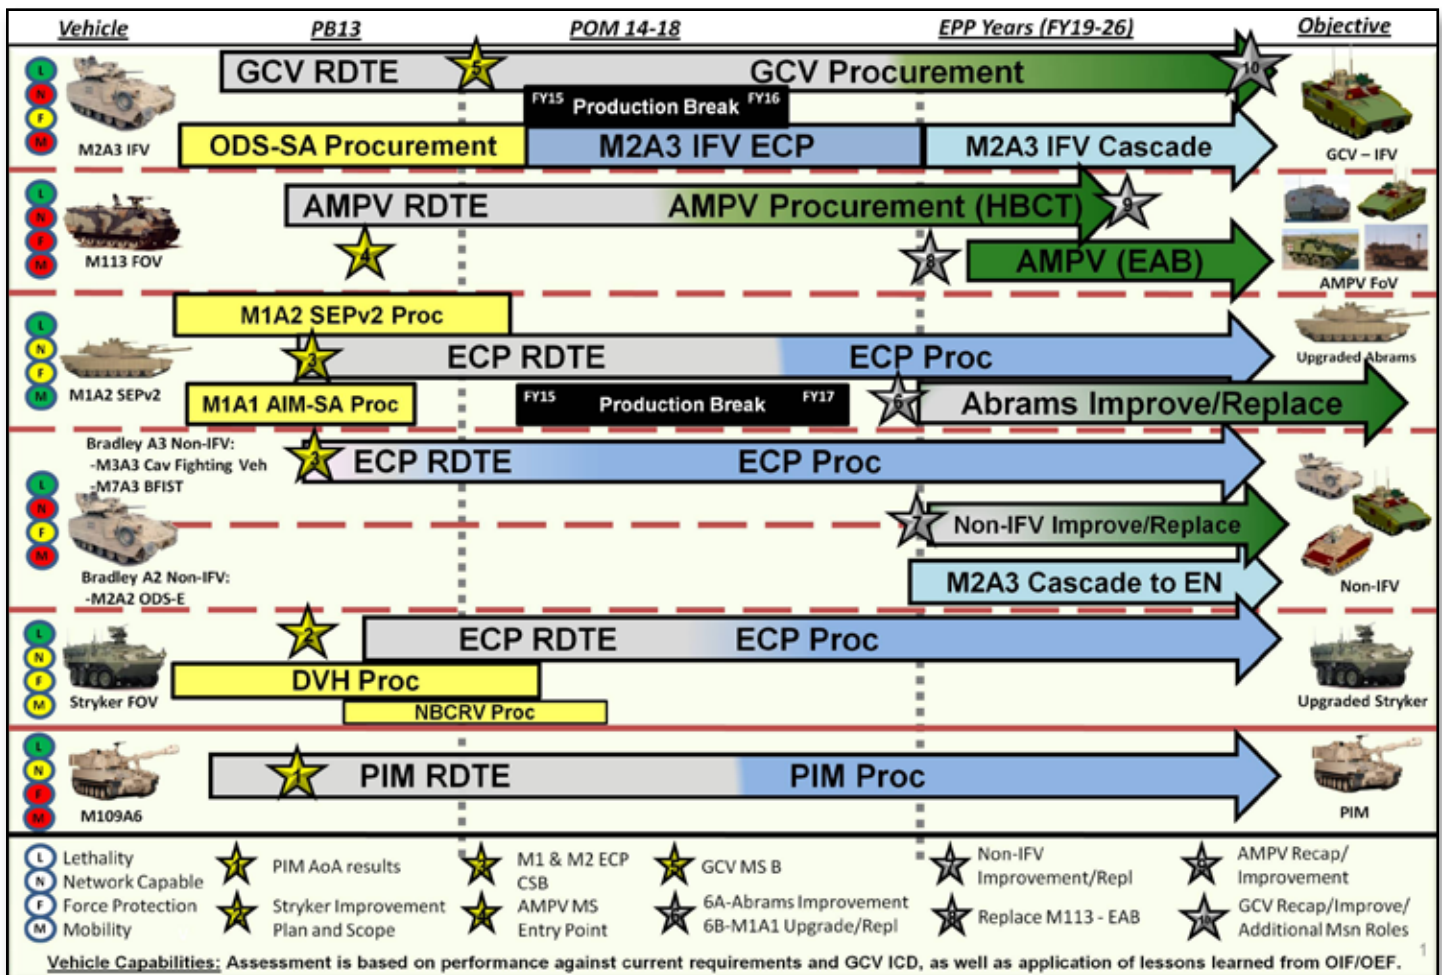 Vehicle PB13 POM 14-18 EPP Years (FY19-26) Objective
L
N
F
M
M2A3 IFV
GCV RDTE
5
GCV Procurement
10
FY15 Production Break FY16
ODS-SA Procurement
M2A3 IFV ECP
M2A3 IFV Cascade
GCV – IFV
L
N
F
M
M113 FOV
AMPV RDTE
AMPV Procurement (HBCT)
9
4
8
AMPV (EAB)
AMPV FoV
L
N
F
M
M1A2 SEPv2
M1A2 SEPv2 Proc
3
ECP RDTE
ECP Proc
Upgraded Abrams
M1A1 AIM-SA Proc
FY15 Production Break FY17
6
Abrams Improve/Replace
Bradley A3 Non-IFV:
-M3A3 Cav Fighting Veh
-M7A3 BFIST
L
N
F
M
Bradley A2 Non-IFV:
-M2A2 ODS-E
3
ECP RDTE
ECP Proc
7
Non-IFV Improve/Replace
M2A3 Cascade to EN
Non-IFV
L
N
F
M
Stryker FOV
2
ECP RDTE
ECP Proc
DVH Proc
NBCRV Proc
Upgraded Stryker
L
N
F
M
M109A6
1
PIM RDTE
PIM Proc
PIM
L Lethality
N Network Capable
F Force Protection
M Mobility
1 PIM AoA results
2 Stryker Improvement
Plan and Scope
3 M1 & M2 ECP
CSB
4 AMPV MS
Entry Point
5 GCV MS B
6 6A-Abrams Improvement
6B-M1A1 Upgrade/Repl
7 Non-IFV
Improvement/Repl
8 Replace M113 - EAB
9 AMPV Recap/
Improvement
10 GCV Recap/Improve/
Additional Msn Roles
1
Vehicle Capabilities: Assessment is based on performance against current requirements and GCV ICD, as well as application of lessons learned from OIF/OEF.